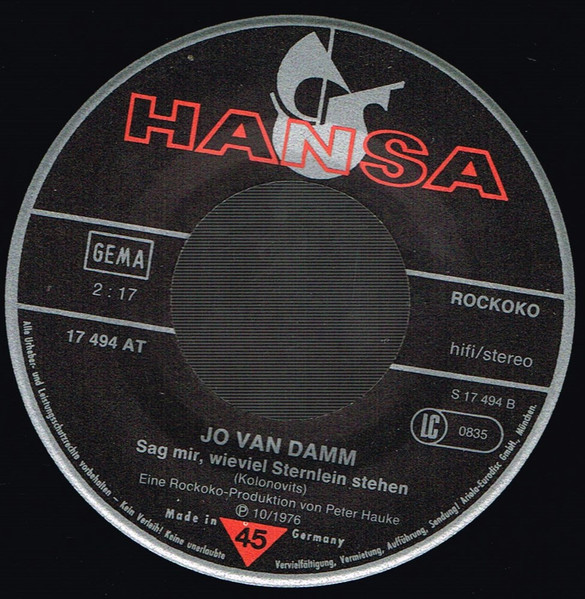 HANSA
GEMA
2 : 17
17 494 AT
ROCKOKO
hifi/stereo
S 17 494 B
LC 0835
JO VAN DAMM
Sag mir, wieviel Sternlein stehen
(Kolonovits)
Eine Rockoko-Produktion von Peter Hauke
Ⓟ 10/1976
Made in 45 Germany
Alle Urheber- und Leistungsschutzrechte vorbehalten – Kein Verleih! Keine unerlaubte Vervielfältigung, Vermietung, Aufführung, Sendung! Ariola-Eurodisc GmbH, München.